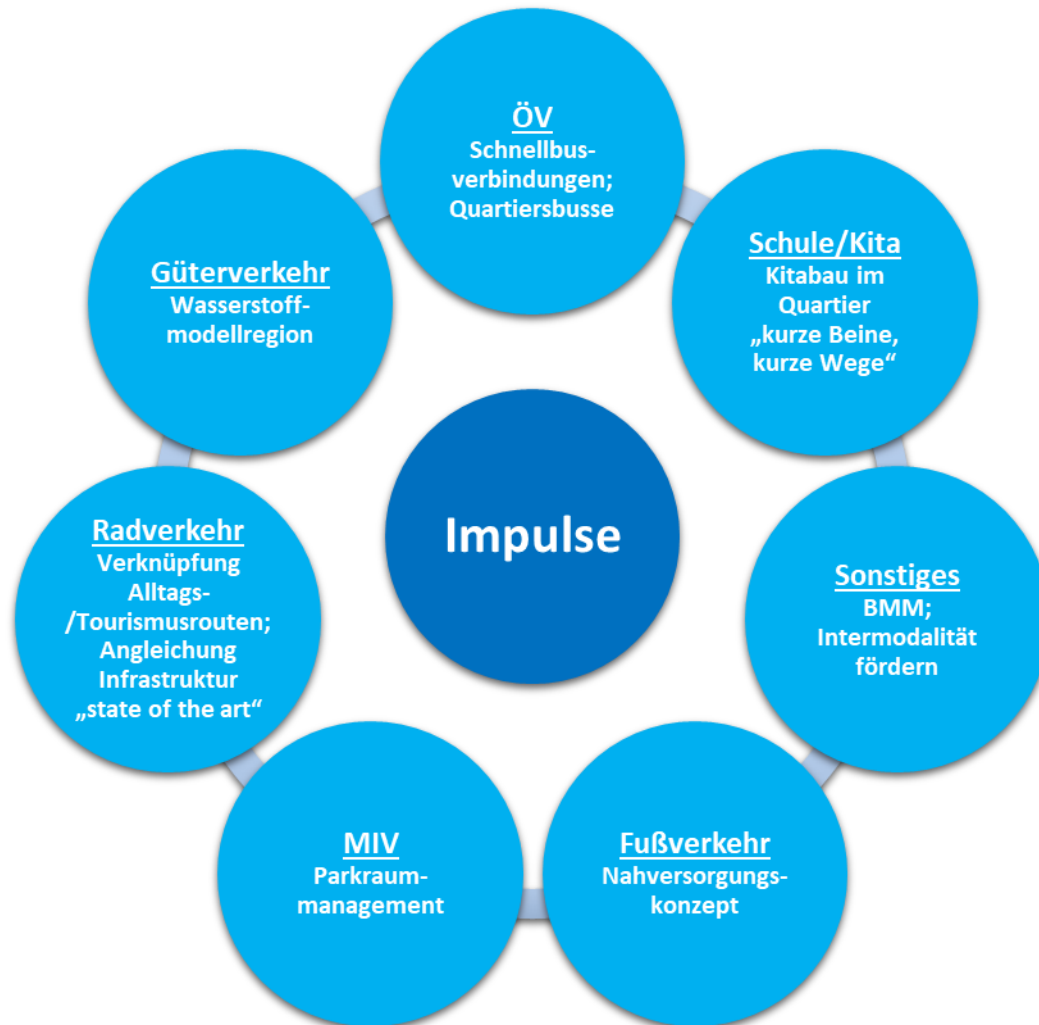 ÖV
Schnellbus-
verbindungen;
Quartiersbusse
Schule/Kita
Kitabau im
Quartier
„kurze Beine,
kurze Wege“
Sonstiges
BMM;
Intermodalität
fördern
Fußverkehr
Nahversorgungs-
konzept
MIV
Parkraum-
management
Radverkehr
Verknüpfung
Alltags-
/Tourismusrouten;
Angleichung
Infrastruktur
„state of the art“
Güterverkehr
Wasserstoff-
modellregion
Impulse